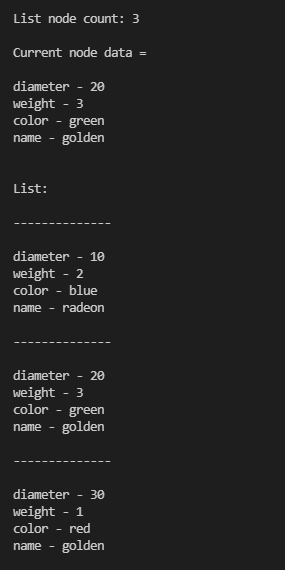 List node count: 3
Current node data =
diameter - 20
weight - 3
color - green
name - golden
List:
--------------
diameter - 10
weight - 2
color - blue
name - radeon
--------------
diameter - 20
weight - 3
color - green
name - golden
--------------
diameter - 30
weight - 1
color - red
name - golden